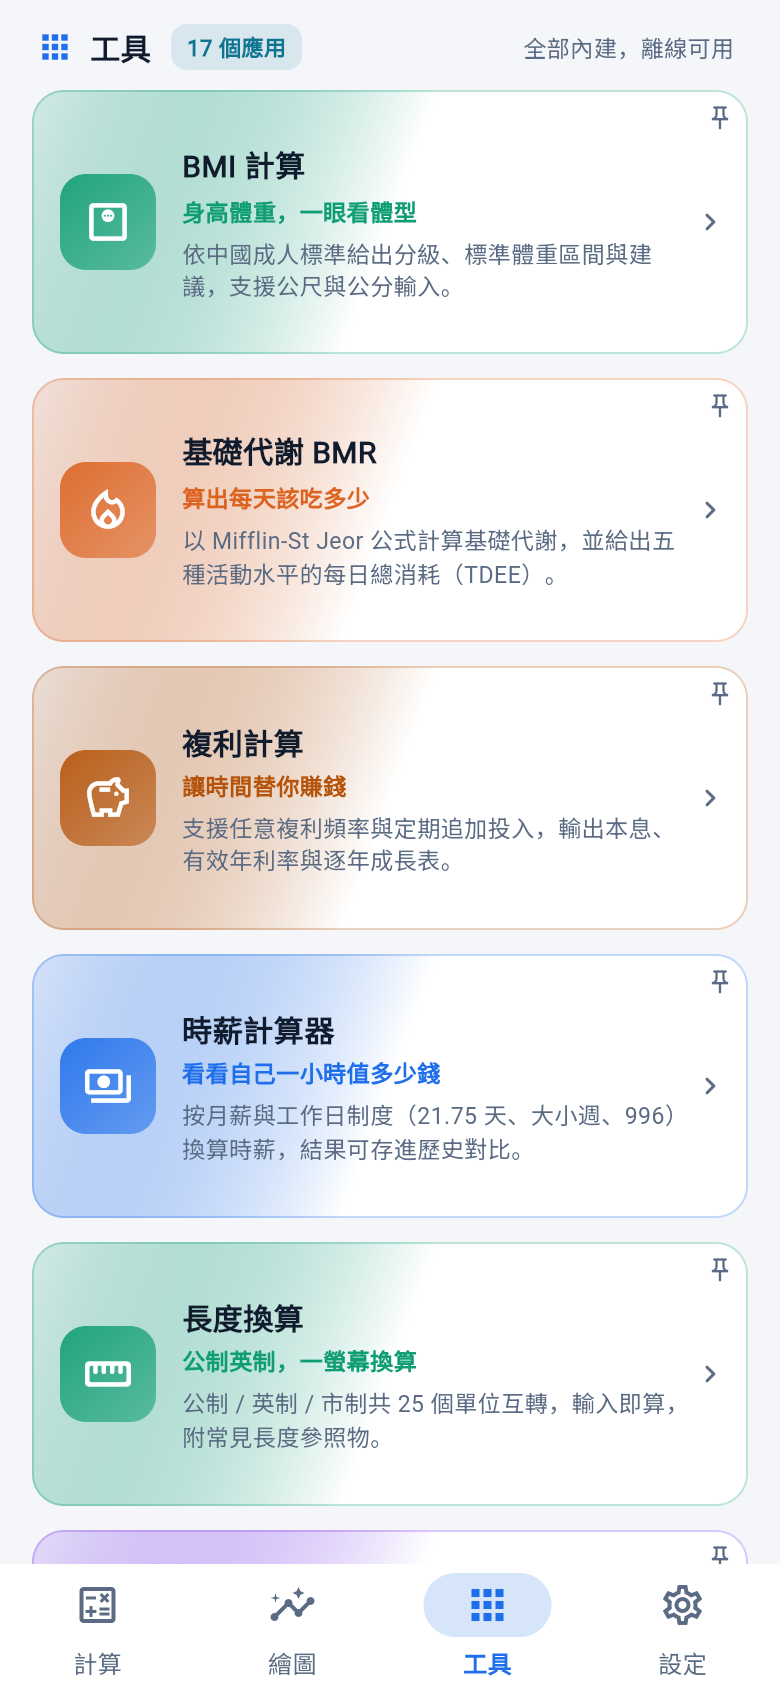 工具
17 個應用
全部內建，離線可用
BMI 計算
身高體重，一眼看體型
依中國成人標準給出分級、標準體重區間與建
議，支援公尺與公分輸入。
基礎代謝 BMR
算出每天該吃多少
以 Mifflin-St Jeor 公式計算基礎代謝，並給出五
種活動水平的每日總消耗（TDEE）。
複利計算
讓時間替你賺錢
支援任意複利頻率與定期追加投入，輸出本息、
有效年利率與逐年成長表。
時薪計算器
看看自己一小時值多少錢
按月薪與工作日制度（21.75 天、大小週、996）
換算時薪，結果可存進歷史對比。
長度換算
公制英制，一螢幕換算
公制 / 英制 / 市制共 25 個單位互轉，輸入即算，
附常見長度參照物。
計算
繪圖
工具
設定